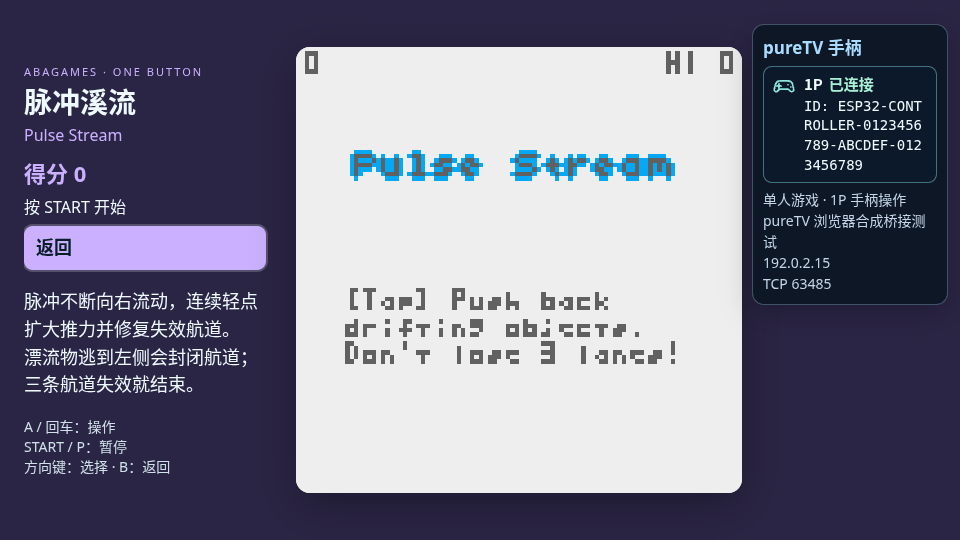 ABAGAMES · ONE BUTTON
脉冲溪流
Pulse Stream
得分 0
按 START 开始
返回
脉冲不断向右流动，连续轻点
扩大推力并修复失效航道。
漂流物逃到左侧会封闭航道；
三条航道失效就结束。
A / 回车：操作
START / P：暂停
方向键：选择 · B：返回
0
HI 0
Pulse Stream
[Tap] Push back
drifting objects.
Don't lose 3 lanes!
pureTV 手柄
1P 已连接
ID: ESP32-CONT
ROLLER-0123456
789-ABCDEF-012
3456789
单人游戏 · 1P 手柄操作
pureTV 浏览器合成桥接测
试
192.0.2.15
TCP 63485